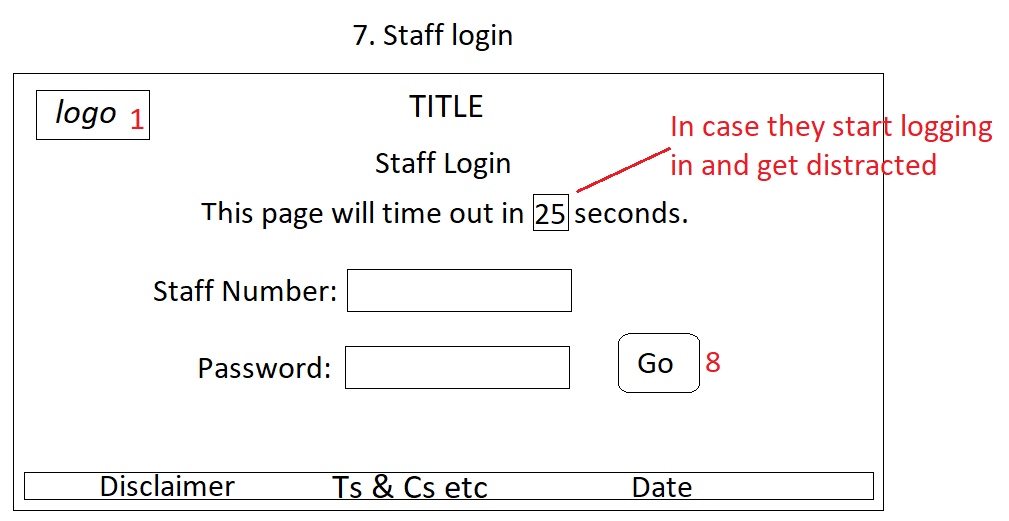 7. Staff login
logo 1
TITLE
In case they start logging
in and get distracted
Staff Login
This page will time out in 25 seconds.
Staff Number:
Password:
Go 8
Disclaimer Ts & Cs etc Date